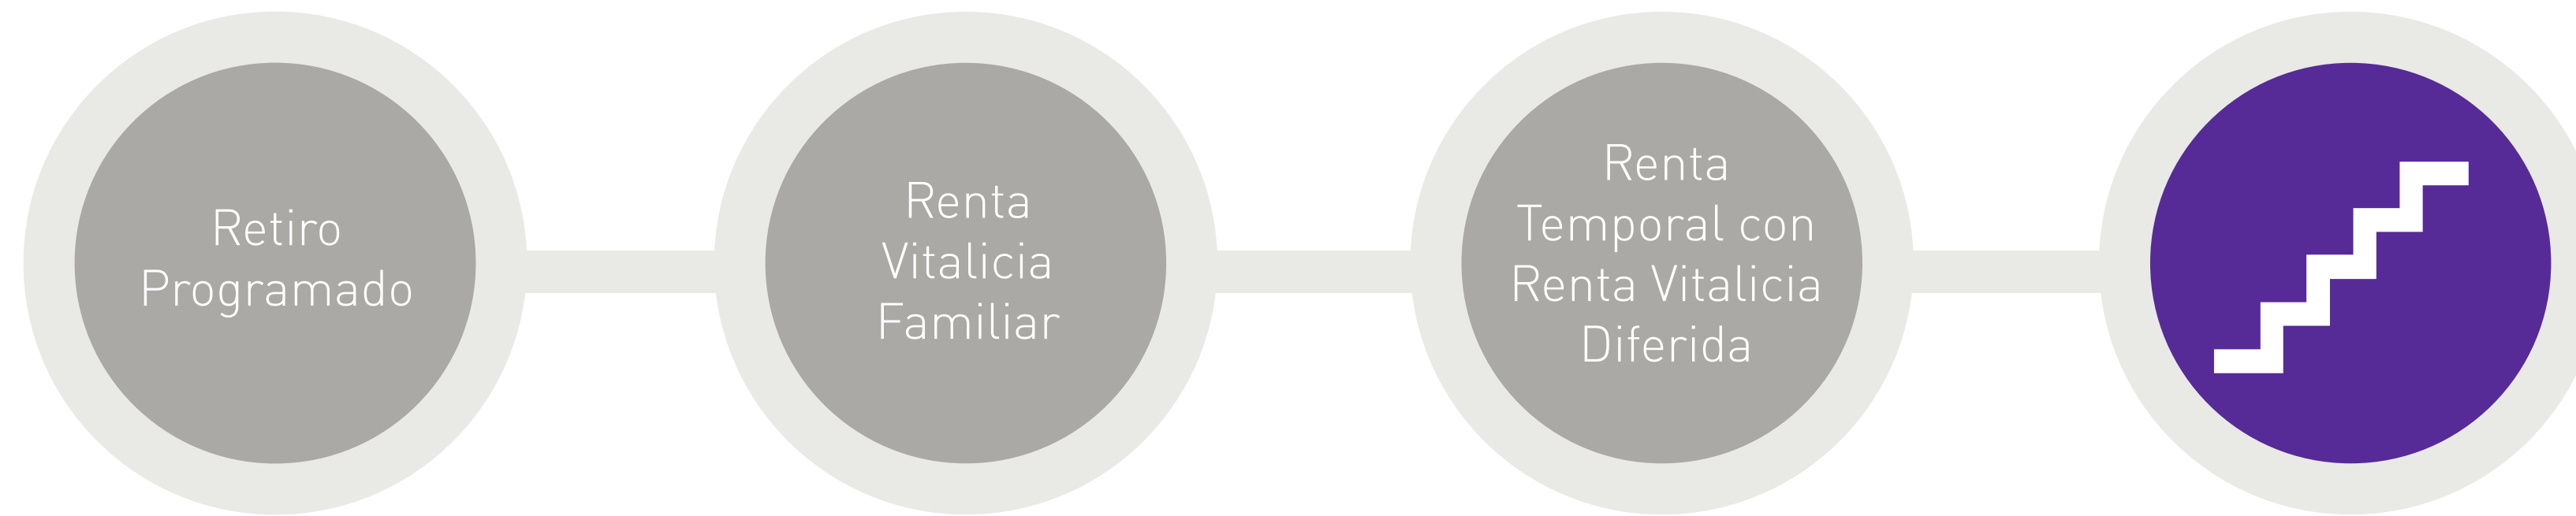 Retiro
Programado
Renta
Vitalicia
Familiar
Renta
Temporal con
Renta Vitalicia
Diferida